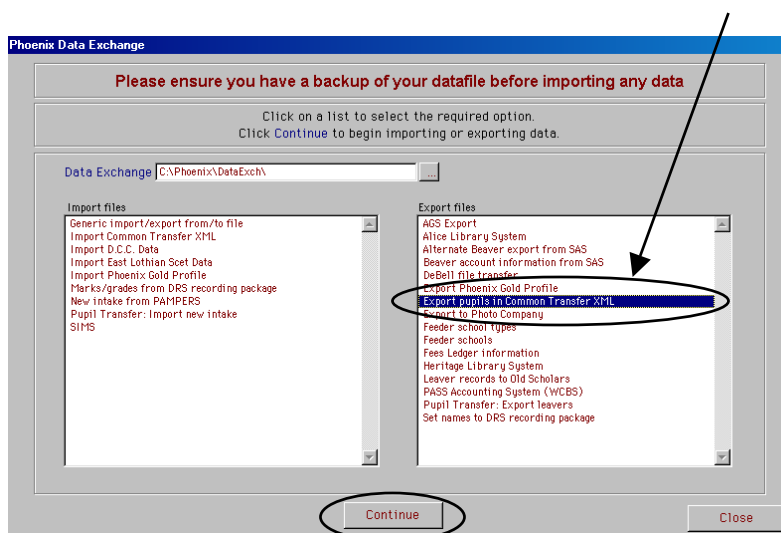 Phoenix Data Exchange
Please ensure you have a backup of your datafile before importing any data
Click on a list to select the required option.
Click Continue to begin importing or exporting data.
Data Exchange C:\Phoenix\DataExch\ ...
Import files
Generic import/export from/to file
Import Common Transfer XML
Import D.C.C. Data
Import East Lothian Scet Data
Import Phoenix Gold Profile
Marks/grades from DRS recording package
New intake from PAMPERS
Pupil Transfer: Import new intake
SIMS
Export files
AGS Export
Alice Library System
Alternate Beaver export from SAS
Beaver account information from SAS
DeBell file transfer
Export Phoenix Gold Profile
Export pupils in Common Transfer XML
Export to Photo Company
Feeder school types
Feeder schools
Fees Ledger information
Heritage Library System
Leaver records to Old Scholars
PASS Accounting System (WCBS)
Pupil Transfer: Export leavers
Set names to DRS recording package
Continue
Close